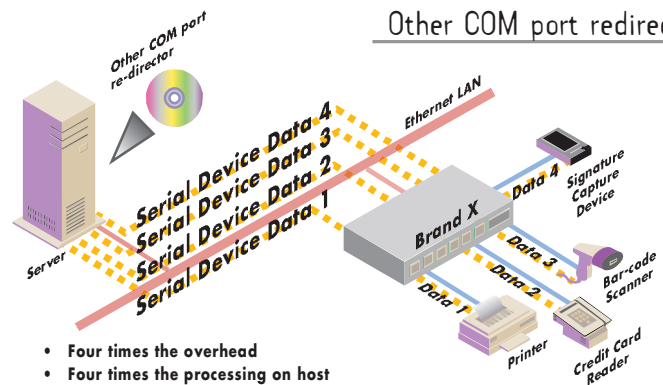 Other COM port redirec
Other COM port
re-director
Ethernet LAN
Serial Device Data 4
Serial Device Data 3
Serial Device Data 2
Serial Device Data 1
Server
Brand X
Data 4
Signature
Capture
Device
Data 3
Bar-code
Scanner
Data 2
Credit Card
Reader
Data 1
Printer
• Four times the overhead
• Four times the processing on host